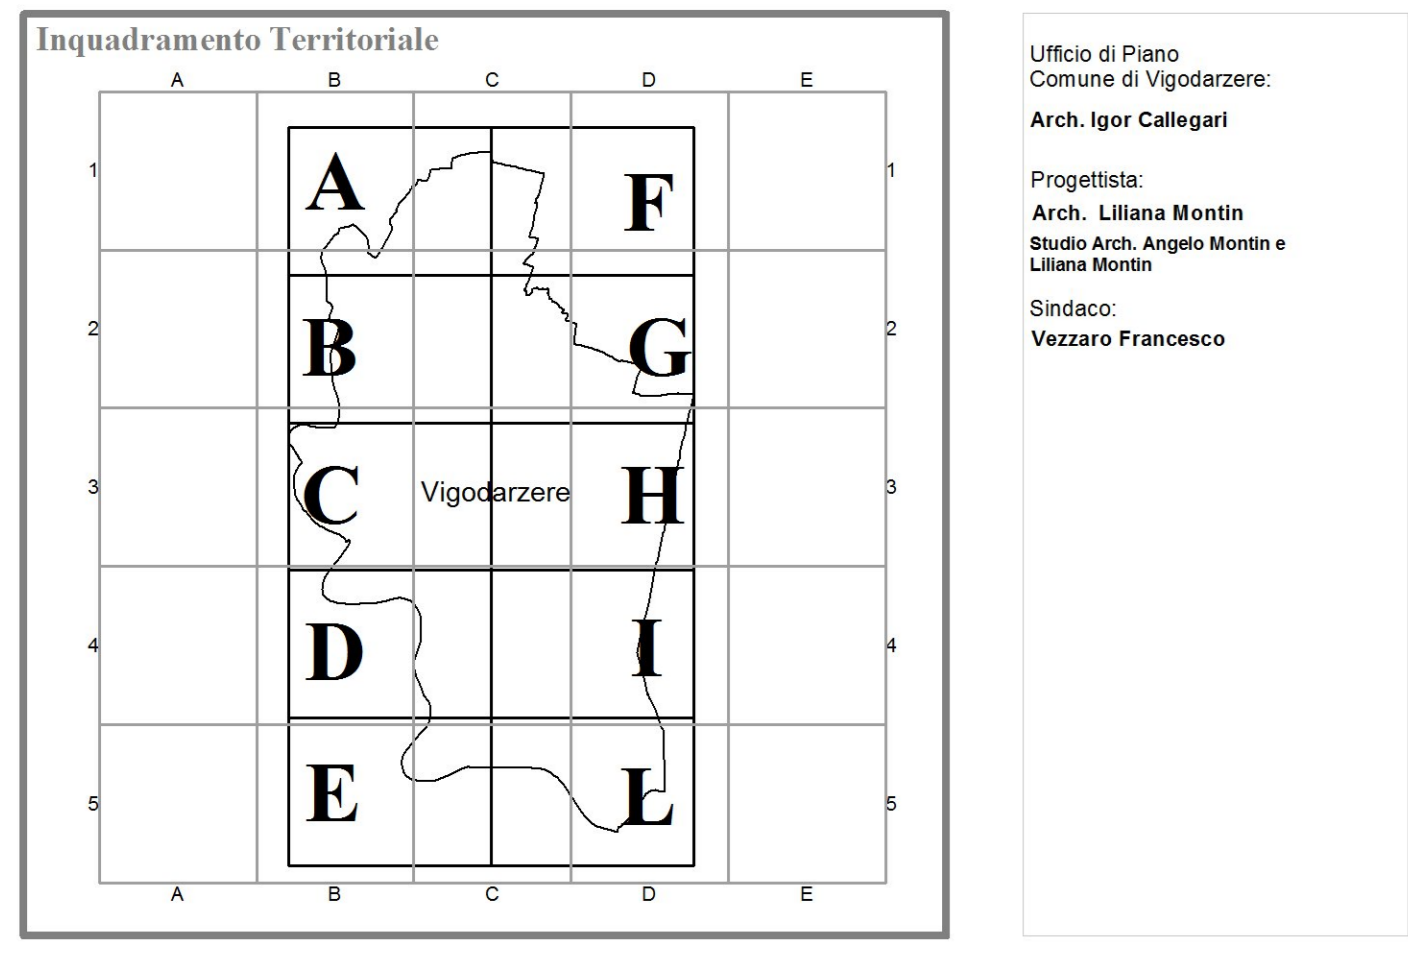 Inquadramento Territoriale
A B C D E
1 1
A F
2 2
B G
3 3
C Vigodarzere H
4 4
D I
5 5
E L
A B C D E
Ufficio di Piano
Comune di Vigodarzere:
Arch. Igor Callegari
Progettista:
Arch. Liliana Montin
Studio Arch. Angelo Montin e
Liliana Montin
Sindaco:
Vezzaro Francesco